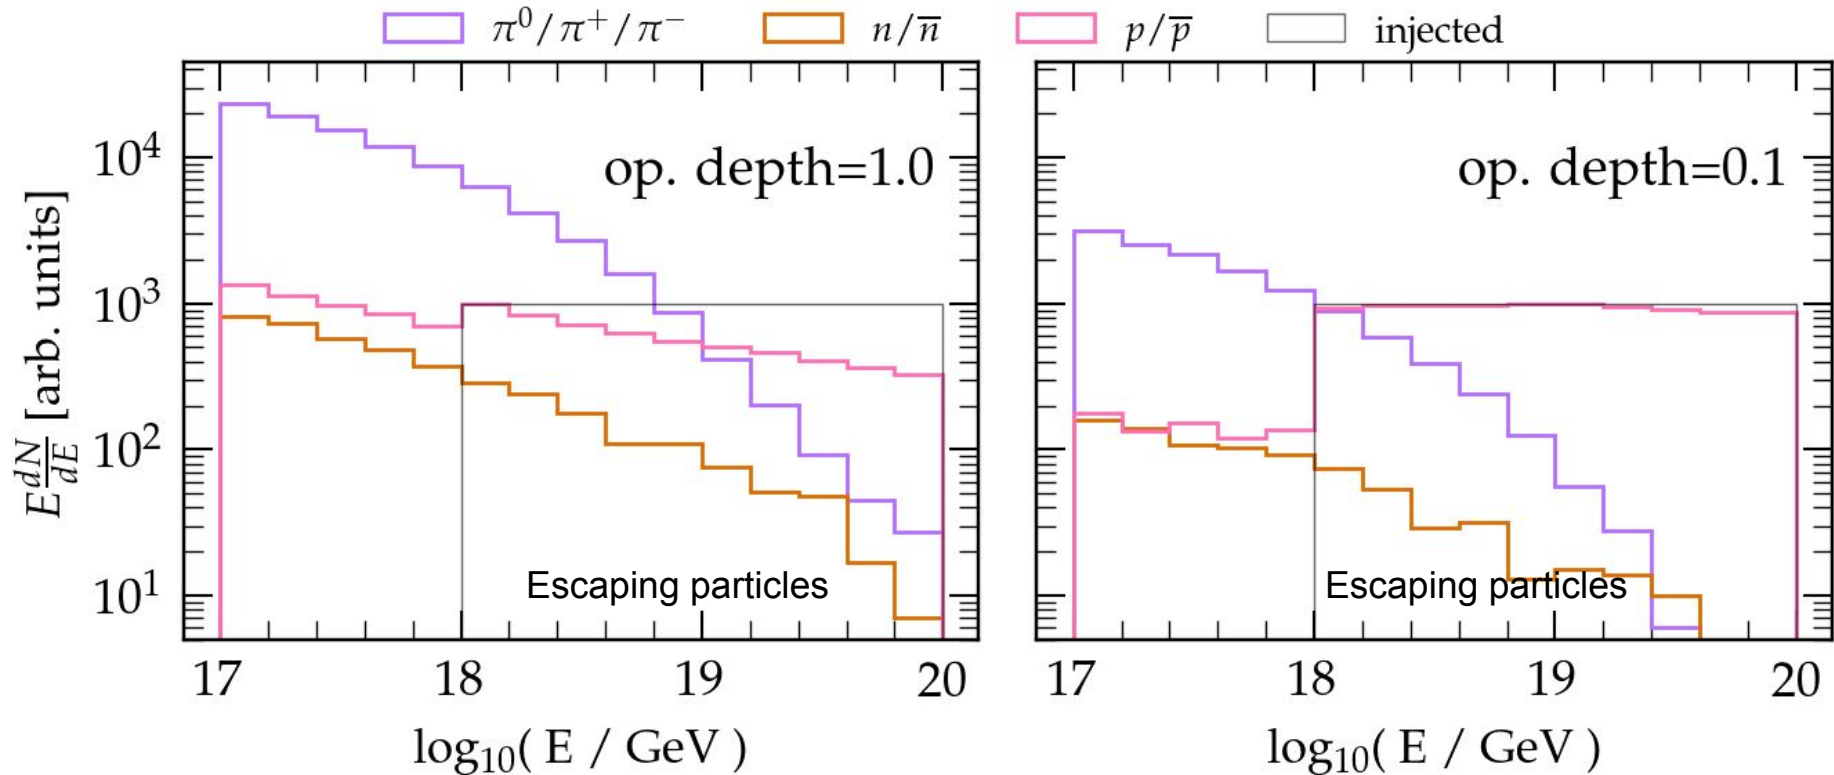 π⁰/π⁺/π⁻ n/n̅ p/p̅ injected
E dN/dE [arb. units]
10⁴
10³
10²
10¹
op. depth=1.0
Escaping particles
17 18 19 20
log₁₀( E / GeV )
op. depth=0.1
Escaping particles
17 18 19 20
log₁₀( E / GeV )